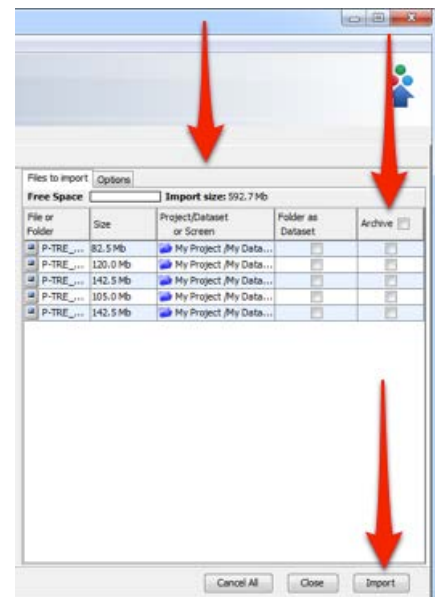 Files to import Options
Free Space Import size: 592.7 Mb
File or Folder Size Project/Dataset or Screen Folder as Dataset Archive
P-TRE_... 82.5 Mb My Project /My Data...
P-TRE_... 120.0 Mb My Project /My Data...
P-TRE_... 142.5 Mb My Project /My Data...
P-TRE_... 105.0 Mb My Project /My Data...
P-TRE_... 142.5 Mb My Project /My Data...
Cancel All Close Import